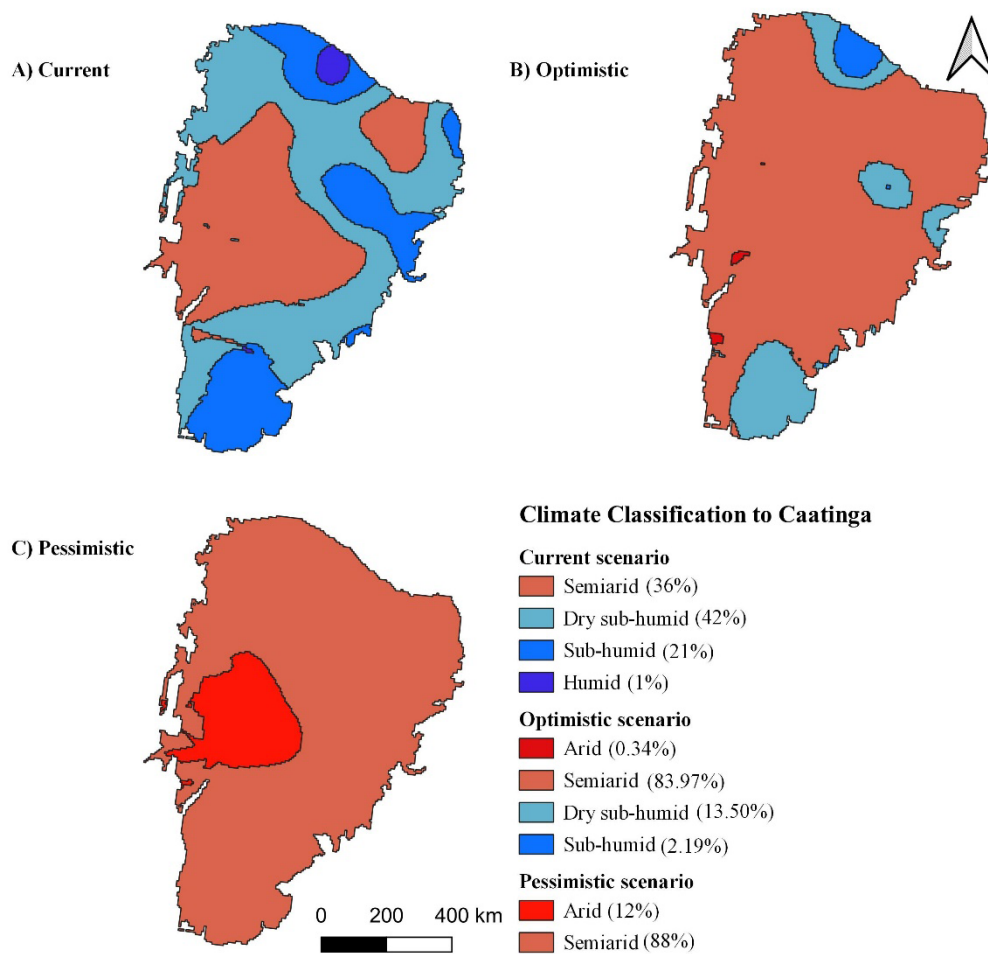 A) Current
B) Optimistic
C) Pessimistic
Climate Classification to Caatinga
Current scenario
Semiarid (36%)
Dry sub-humid (42%)
Sub-humid (21%)
Humid (1%)
Optimistic scenario
Arid (0.34%)
Semiarid (83.97%)
Dry sub-humid (13.50%)
Sub-humid (2.19%)
Pessimistic scenario
Arid (12%)
Semiarid (88%)
0 200 400 km